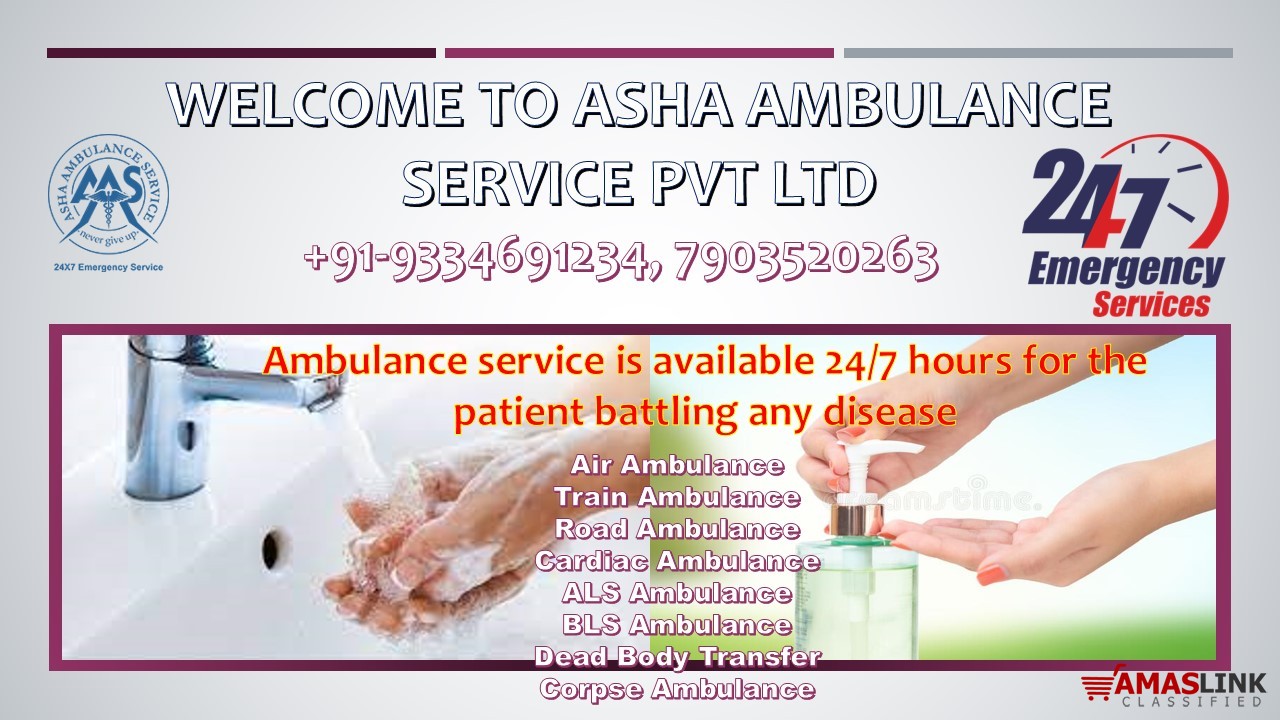 WELCOME TO ASHA AMBULANCE
SERVICE PVT LTD
+91-9334691234, 7903520263
ASHA AMBULANCE SERVICE
AAS
never give up.
24X7 Emergency Service
247
Emergency
Services
Ambulance service is available 24/7 hours for the
patient battling any disease
Air Ambulance
Train Ambulance
Road Ambulance
Cardiac Ambulance
ALS Ambulance
BLS Ambulance
Dead Body Transfer
Corpse Ambulance
AMASLINK
CLASSIFIED